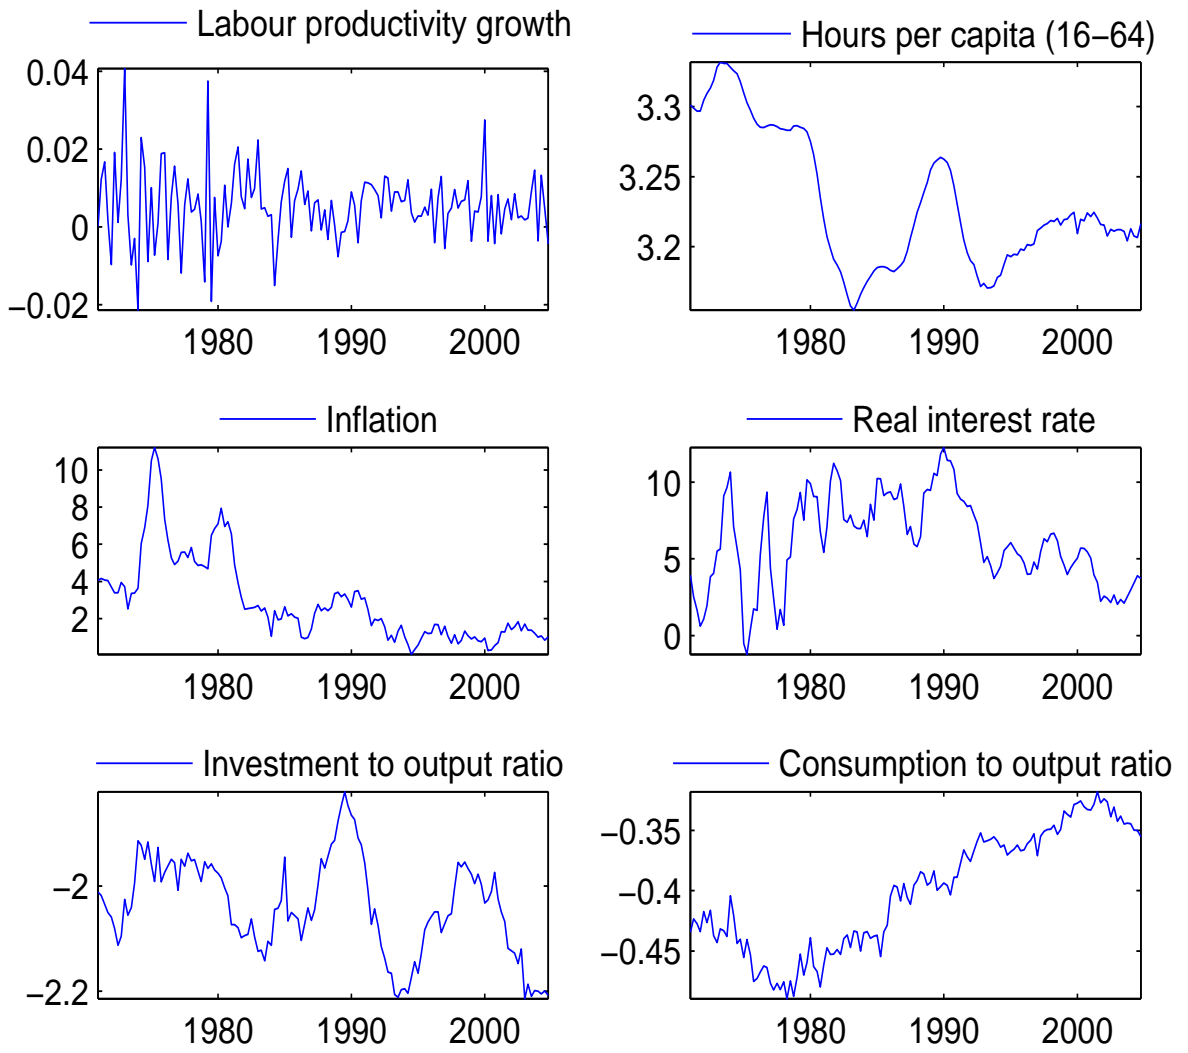 Labour productivity growth
0.04
0.02
0
−0.02
1980 1990 2000
Hours per capita (16−64)
3.3
3.25
3.2
1980 1990 2000
Inflation
10
8
6
4
2
1980 1990 2000
Real interest rate
10
5
0
1980 1990 2000
Investment to output ratio
−2
−2.2
1980 1990 2000
Consumption to output ratio
−0.35
−0.4
−0.45
1980 1990 2000